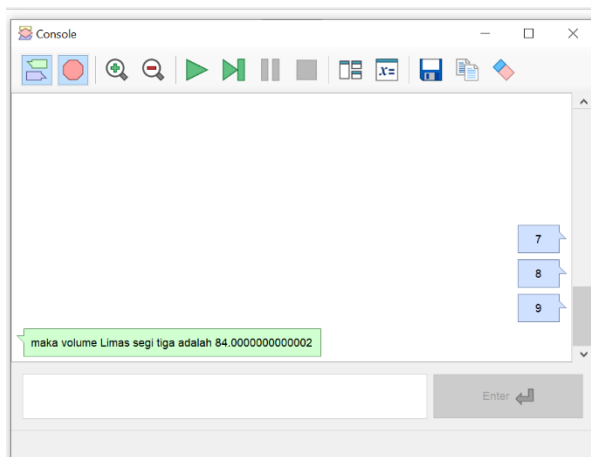 Console
x=
7
8
9
maka volume Limas segi tiga adalah 84.0000000000002
Enter